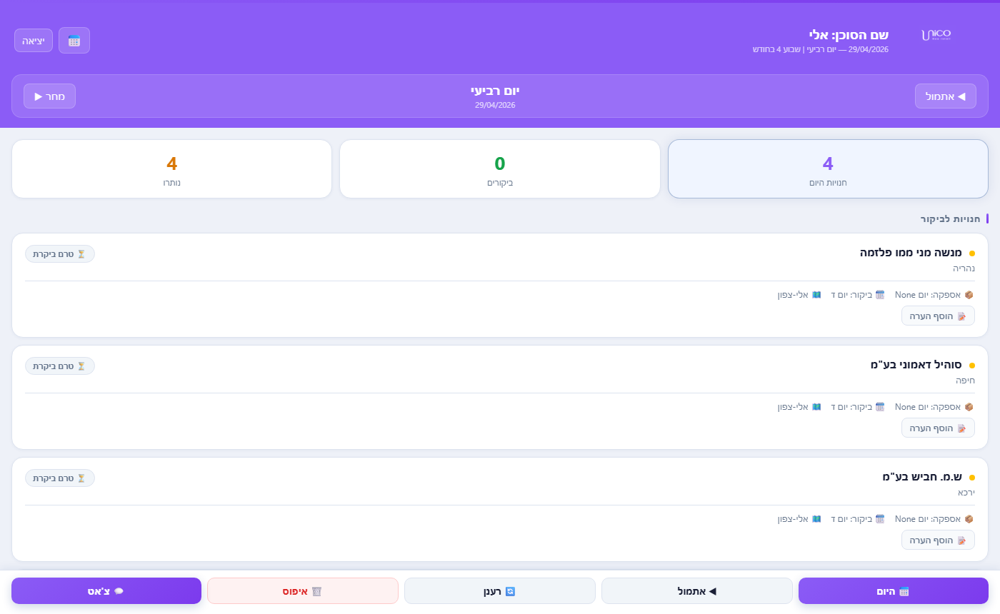 unico
שם הסוכן: אלי
29/04/2026 — יום רביעי | שבוע 4 בחודש
יציאה
◀ אתמול
יום רביעי
29/04/2026
מחר ▶
4
חנויות היום
0
ביקורים
4
נותרו
חנויות לביקור
מנשה מני ממו פלזמה
⏳ טרם ביקרת
נהריה
📦 אספקה: יום None 🗓️ ביקור: יום ד 🗺️ אלי-צפון
📝 הוסף הערה
סוהיל דאמוני בע"מ
⏳ טרם ביקרת
חיפה
📦 אספקה: יום None 🗓️ ביקור: יום ד 🗺️ אלי-צפון
📝 הוסף הערה
ש.מ. חביש בע"מ
⏳ טרם ביקרת
ירכא
📦 אספקה: יום None 🗓️ ביקור: יום ד 🗺️ אלי-צפון
📝 הוסף הערה
🗓️ היום
◀ אתמול
🔄 רענן
🗑️ איפוס
💬 צ'אט